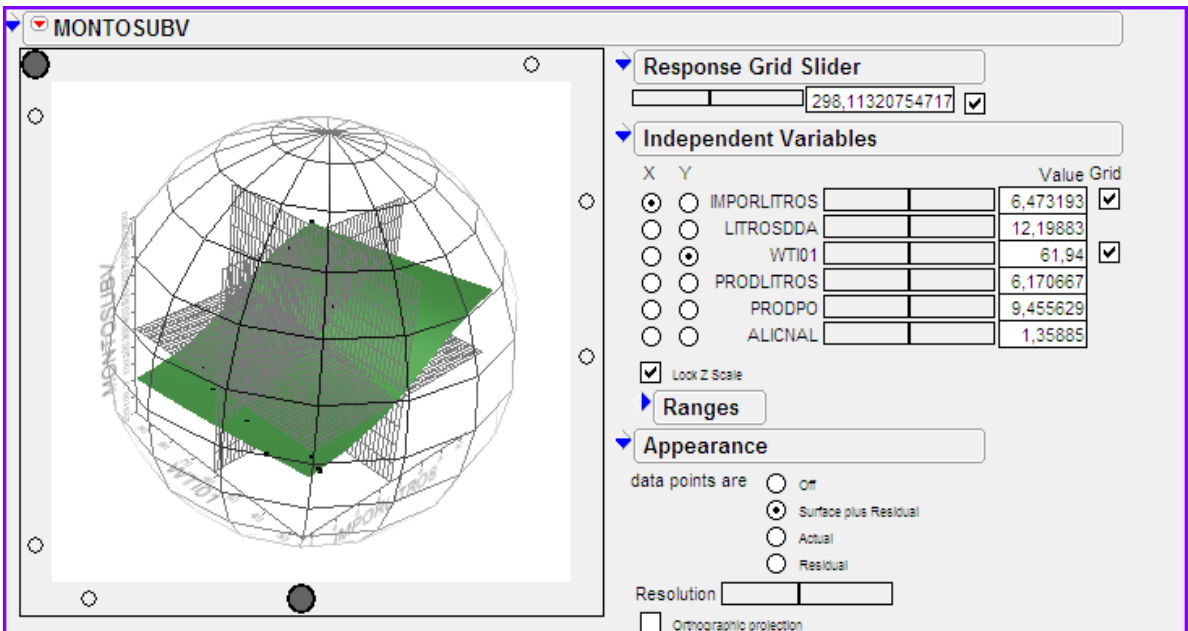 MONTOSUBV
MONTOSUBV
WTI01
IMPORLITROS
Response Grid Slider
298,11320754717
Independent Variables
X Y Value Grid
IMPORLITROS 6,473193
LITROSDDA 12,19883
WTI01 61,94
PRODLITROS 6,170667
PRODPO 9,455629
ALICNAL 1,35885
Lock Z Scale
Ranges
Appearance
data points are
Off
Surface plus Residual
Actual
Residual
Resolution
Orthographic projection